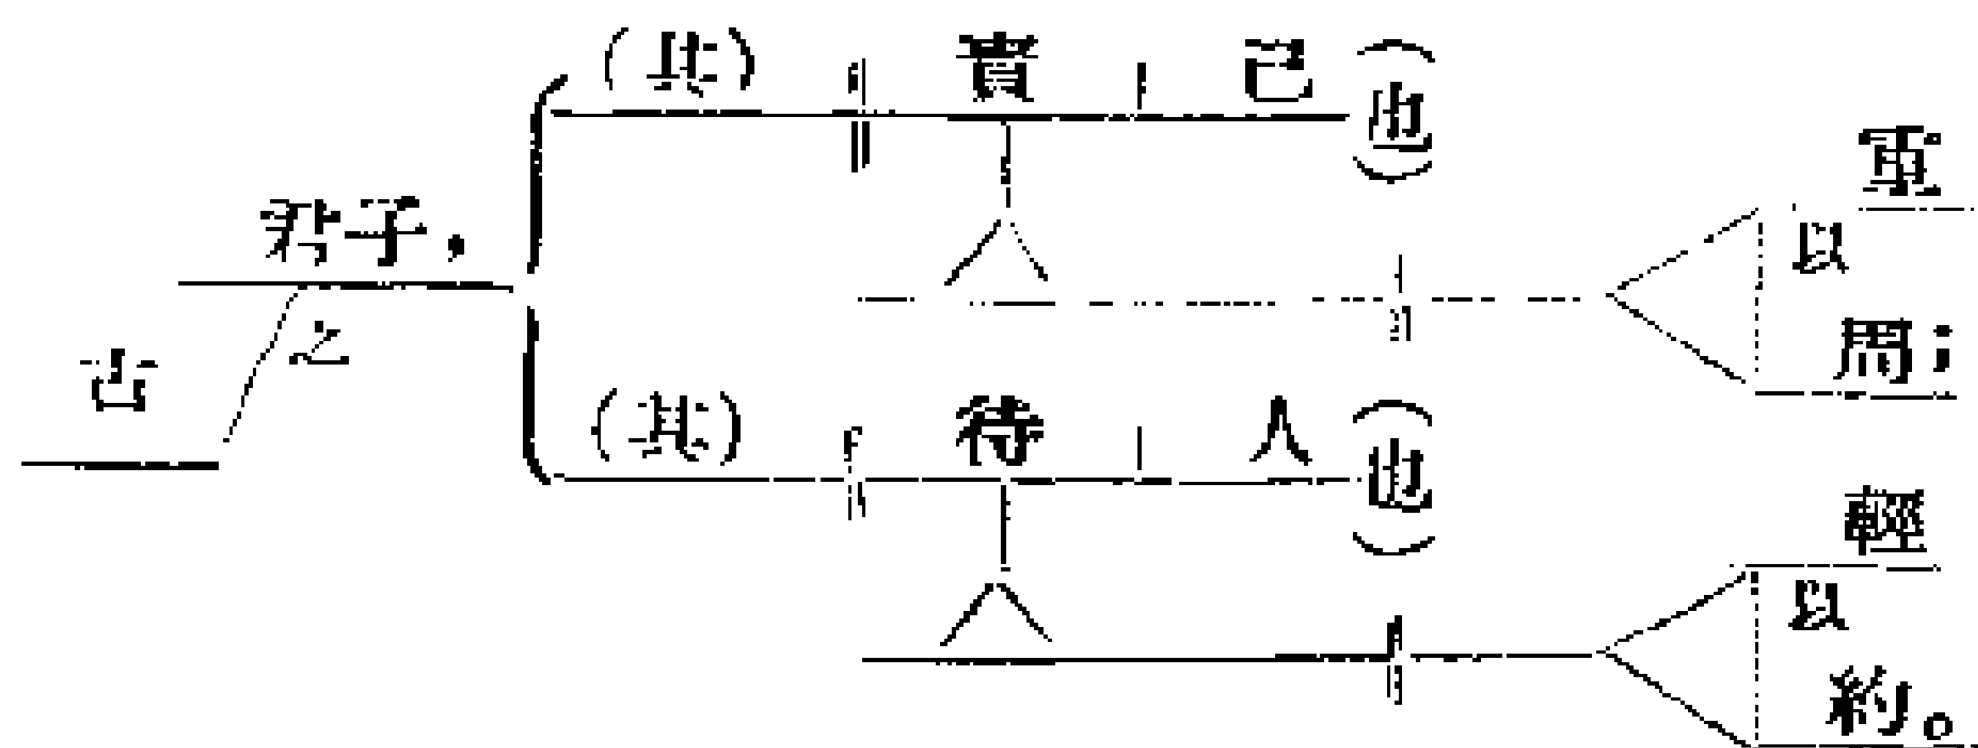 古之君子,
(其)責己(也)
重以周;
(其)待人(也)
輕以約。